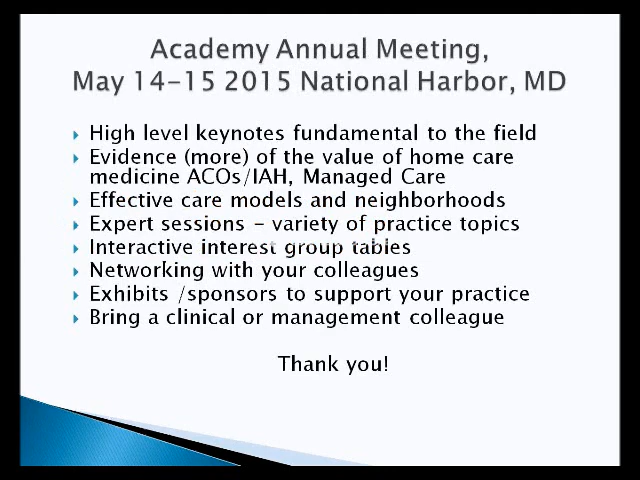 Academy Annual Meeting,
May 14-15 2015 National Harbor, MD
High level keynotes fundamental to the field
Evidence (more) of the value of home care
medicine ACOs/IAH, Managed Care
Effective care models and neighborhoods
Expert sessions - variety of practice topics
Interactive interest group tables
Networking with your colleagues
Exhibits /sponsors to support your practice
Bring a clinical or management colleague
Thank you!